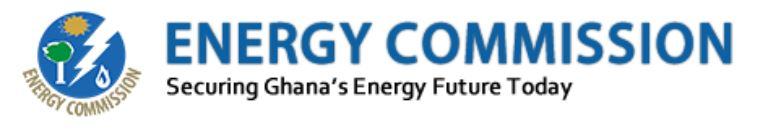 ENERGY COMMISSION
ENERGY COMMISSION
Securing Ghana's Energy Future Today